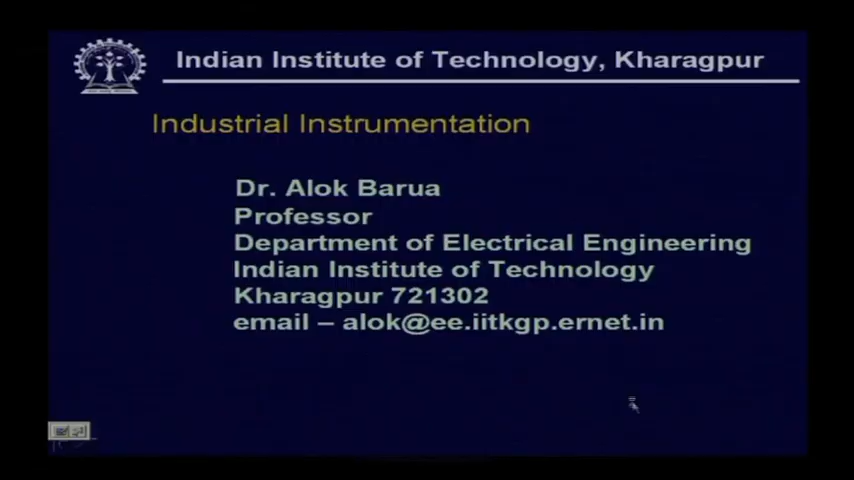 Indian Institute of Technology, Kharagpur
Industrial Instrumentation
Dr. Alok Barua
Professor
Department of Electrical Engineering
Indian Institute of Technology
Kharagpur 721302
email – alok@ee.iitkgp.ernet.in